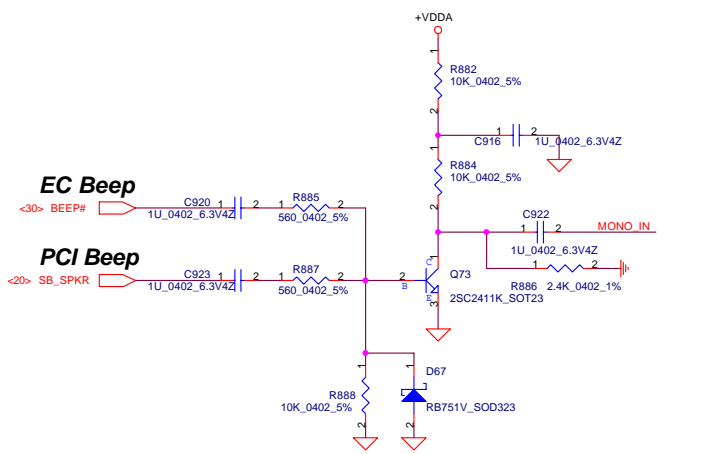 +VDDA
1
R882
10K_0402_5%
2
C916
1
2
1U_0402_6.3V4Z
1
R884
10K_0402_5%
2
EC Beep
<30> BEEP#
C920
1
2
1U_0402_6.3V4Z
R885
1
2
560_0402_5%
C922
1
2
1U_0402_6.3V4Z
MONO_IN
PCI Beep
<20> SB_SPKR
C923
1
2
1U_0402_6.3V4Z
R887
1
2
560_0402_5%
2
B
C
1
E
3
Q73
2SC2411K_SOT23
1
2
R886
2.4K_0402_1%
1
R888
10K_0402_5%
2
1
D67
RB751V_SOD323
2